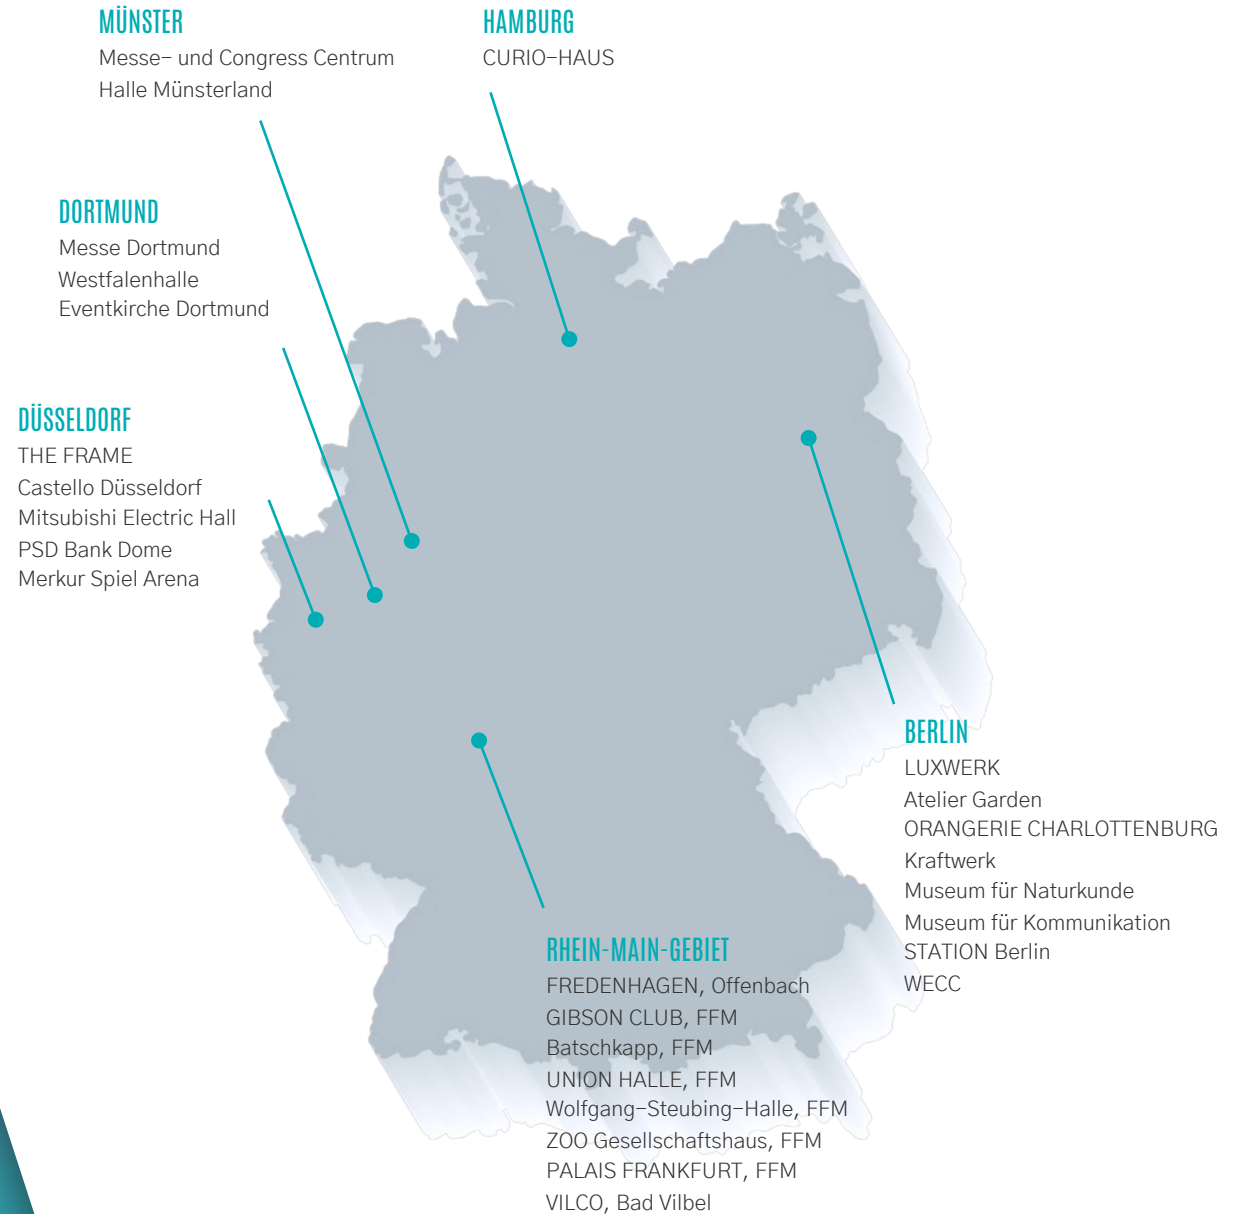 MÜNSTER
Messe- und Congress Centrum
Halle Münsterland
HAMBURG
CURIO-HAUS
DORTMUND
Messe Dortmund
Westfalenhalle
Eventkirche Dortmund
DÜSSELDORF
THE FRAME
Castello Düsseldorf
Mitsubishi Electric Hall
PSD Bank Dome
Merkur Spiel Arena
BERLIN
LUXWERK
Atelier Garden
ORANGERIE CHARLOTTENBURG
Kraftwerk
Museum für Naturkunde
Museum für Kommunikation
STATION Berlin
WECC
RHEIN-MAIN-GEBIET
FREDENHAGEN, Offenbach
GIBSON CLUB, FFM
Batschkapp, FFM
UNION HALLE, FFM
Wolfgang-Steubing-Halle, FFM
ZOO Gesellschaftshaus, FFM
PALAIS FRANKFURT, FFM
VILCO, Bad Vilbel